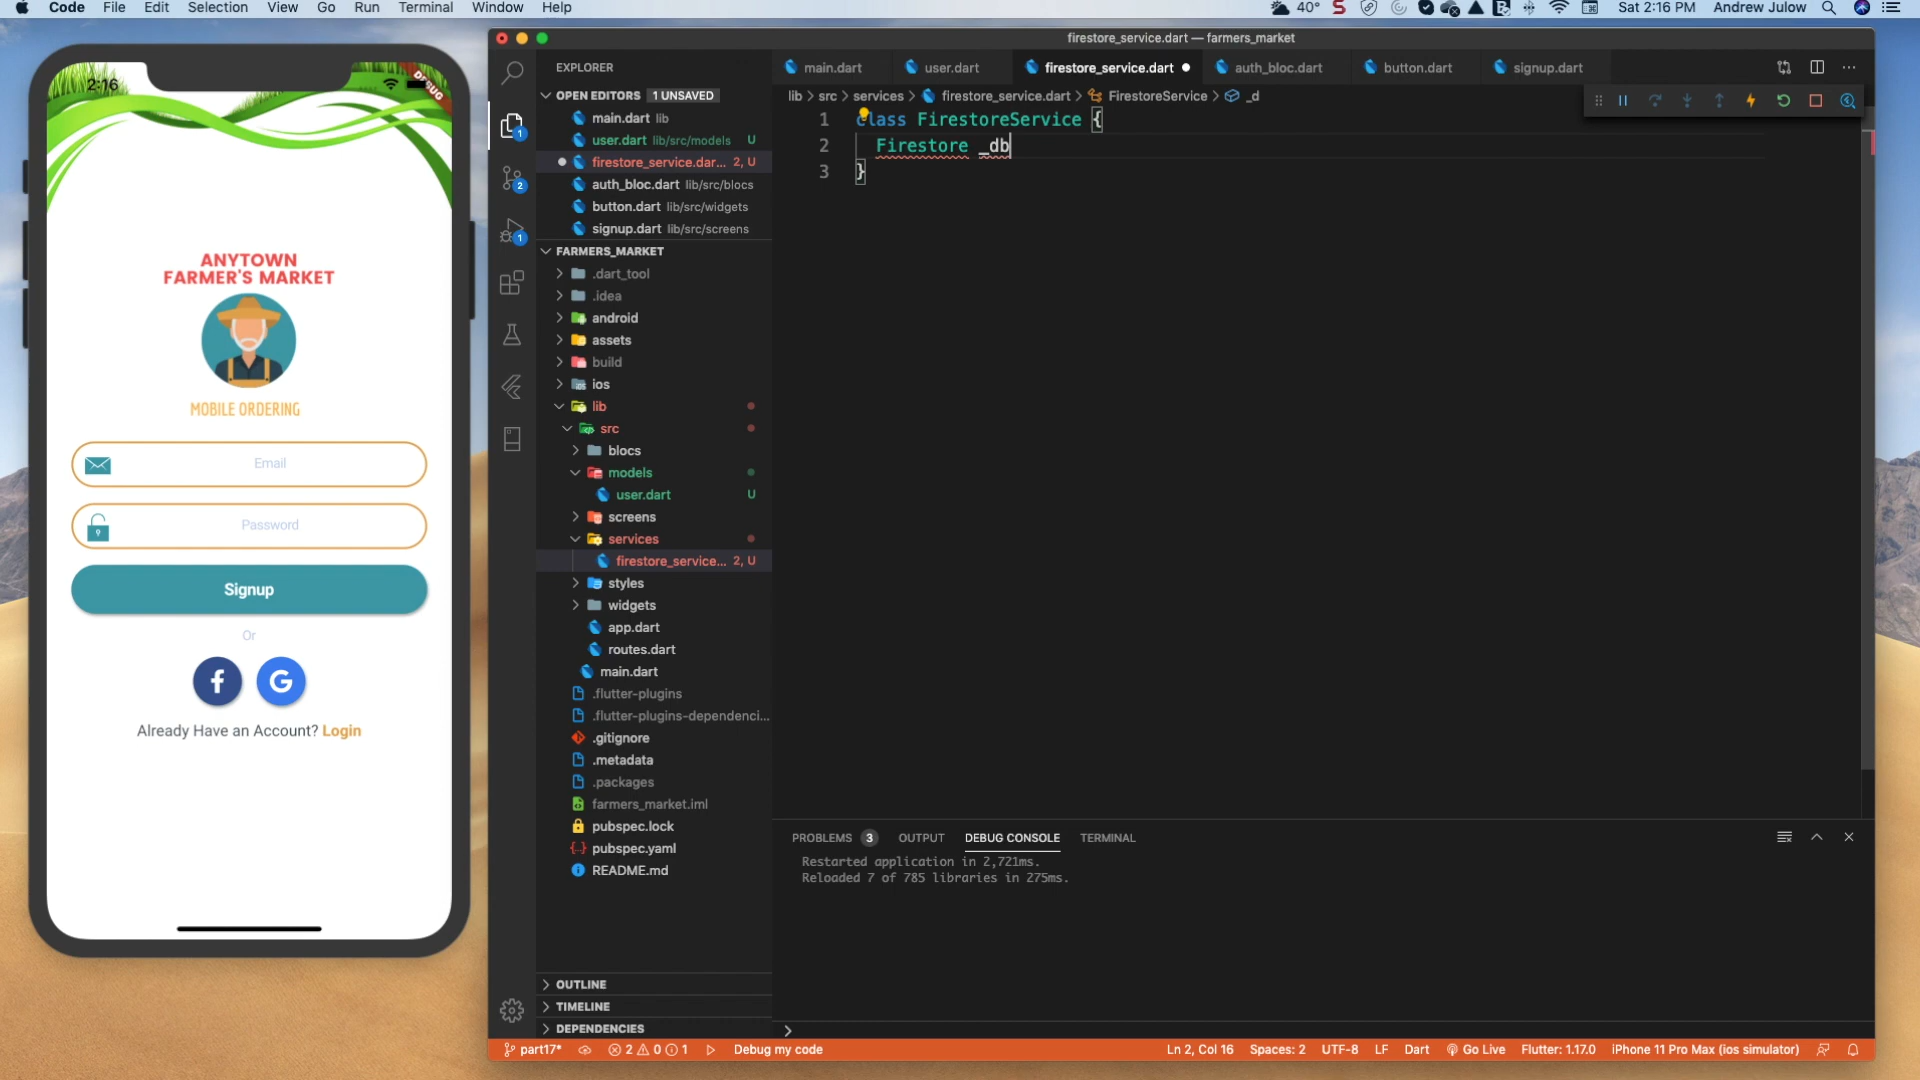 Code File Edit Selection View Go Run Terminal Window Help
40° Sat 2:16 PM Andrew Julow
2:16
DEBUG
ANYTOWN
FARMER'S MARKET
MOBILE ORDERING
Email
Password
Signup
Or
Already Have an Account? Login
firestore_service.dart — farmers_market
EXPLORER
OPEN EDITORS 1 UNSAVED
main.dart lib
user.dart lib/src/models U
firestore_service.dar... 2, U
auth_bloc.dart lib/src/blocs
button.dart lib/src/widgets
signup.dart lib/src/screens
FARMERS_MARKET
.dart_tool
.idea
android
assets
build
ios
lib
src
blocs
models
user.dart U
screens
services
firestore_service... 2, U
styles
widgets
app.dart
routes.dart
main.dart
.flutter-plugins
.flutter-plugins-dependenci...
.gitignore
.metadata
.packages
farmers_market.iml
pubspec.lock
pubspec.yaml
README.md
OUTLINE
TIMELINE
DEPENDENCIES
1
2
1
main.dart user.dart firestore_service.dart auth_bloc.dart button.dart signup.dart
lib > src > services > firestore_service.dart > FirestoreService > _d
1 class FirestoreService {
2 Firestore _db
3 }
PROBLEMS 3 OUTPUT DEBUG CONSOLE TERMINAL
Restarted application in 2,721ms.
Reloaded 7 of 785 libraries in 275ms.
part17* 2 0 1 Debug my code Ln 2, Col 16 Spaces: 2 UTF-8 LF Dart Go Live Flutter: 1.17.0 iPhone 11 Pro Max (ios simulator)